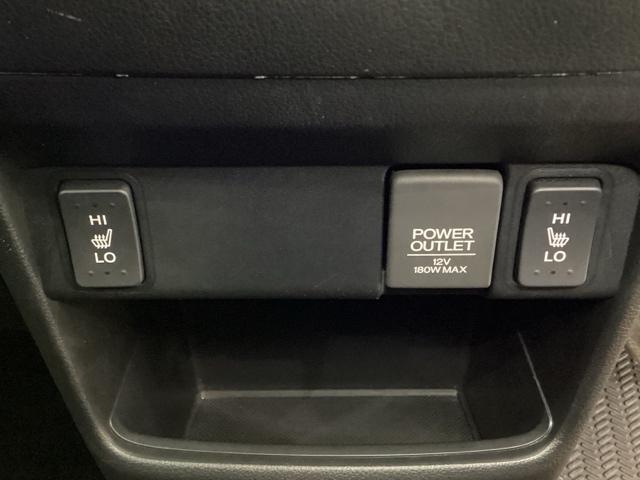 HI
LO
POWER
OUTLET
12V
180W MAX
HI
LO